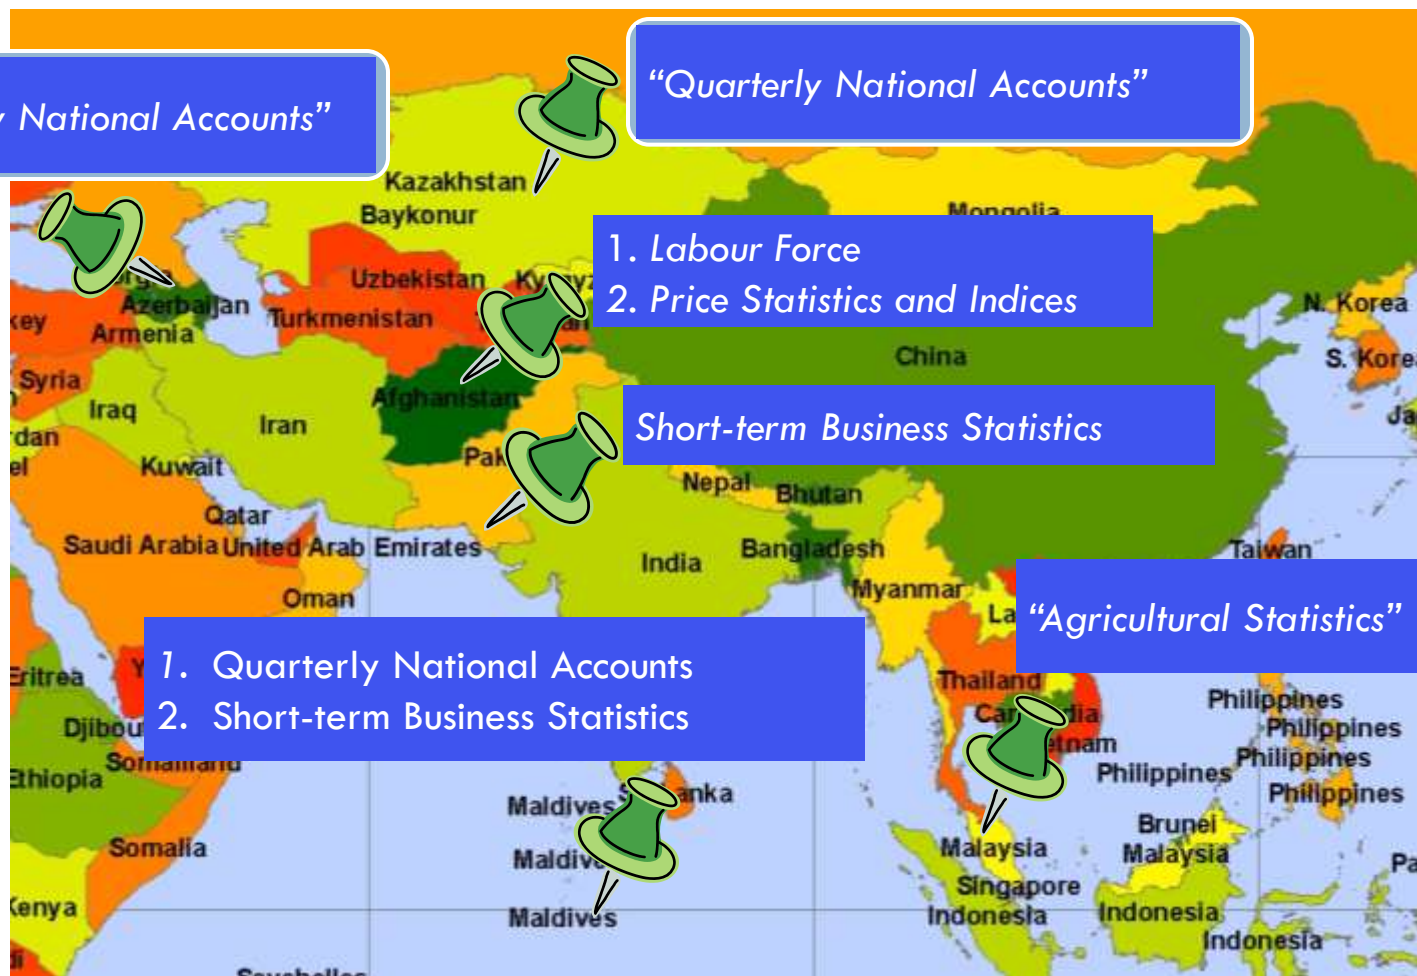 “Quarterly National Accounts”
National Accounts”
Kazakhstan
Baykonur
Mongolia
1. Labour Force
2. Price Statistics and Indices
Uzbekistan
Azerbaijan
Turkmenistan
Armenia
N. Korea
China
S. Kore
Syria
Afghanistan
Iraq
Iran
Short-term Business Statistics
Kuwait
Nepal
Bhutan
Qatar
Saudi Arabia
United Arab Emirates
India
Bangladesh
Taiwan
Myanmar
Oman
“Agricultural Statistics”
1. Quarterly National Accounts
2. Short-term Business Statistics
Eritrea
Thailand
Philippines
Philippines
Philippines
Philippines
Philippines
Somaliland
Ethiopia
Maldives
Somalia
Malaysia
Brunei
Malaysia
Singapore
Kenya
Maldives
Indonesia
Indonesia
Indonesia